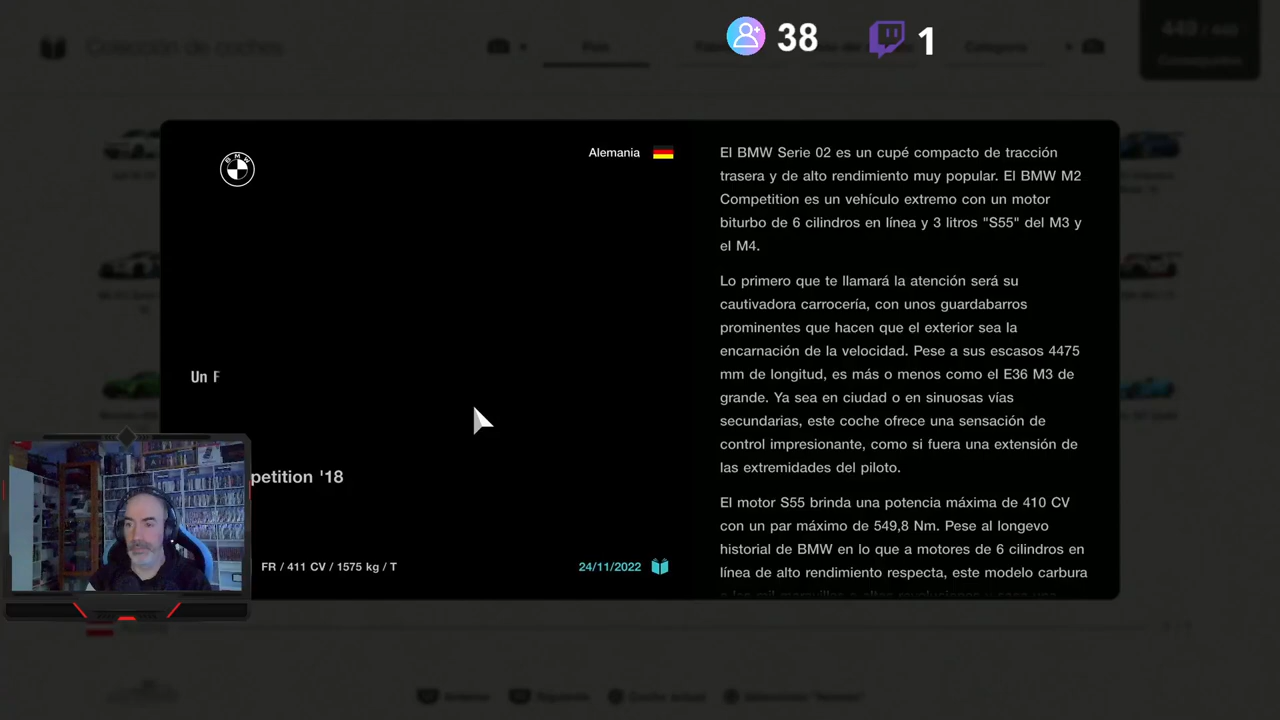 38
1
Colección de coches
País
449 / 449
Categoría
BMW
Alemania
El BMW Serie 02 es un cupé compacto de tracción
trasera y de alto rendimiento muy popular. El BMW M2
Competition es un vehículo extremo con un motor
biturbo de 6 cilindros en línea y 3 litros "S55" del M3 y
el M4.
Lo primero que te llamará la atención será su
cautivadora carrocería, con unos guardabarros
prominentes que hacen que el exterior sea la
encarnación de la velocidad. Pese a sus escasos 4475
mm de longitud, es más o menos como el E36 M3 de
grande. Ya sea en ciudad o en sinuosas vías
secundarias, este coche ofrece una sensación de
control impresionante, como si fuera una extensión de
las extremidades del piloto.
El motor S55 brinda una potencia máxima de 410 CV
con un par máximo de 549,8 Nm. Pese al longevo
historial de BMW en lo que a motores de 6 cilindros en
línea de alto rendimiento respecta, este modelo carbura
Un F
petition '18
FR / 411 CV / 1575 kg / T
24/11/2022